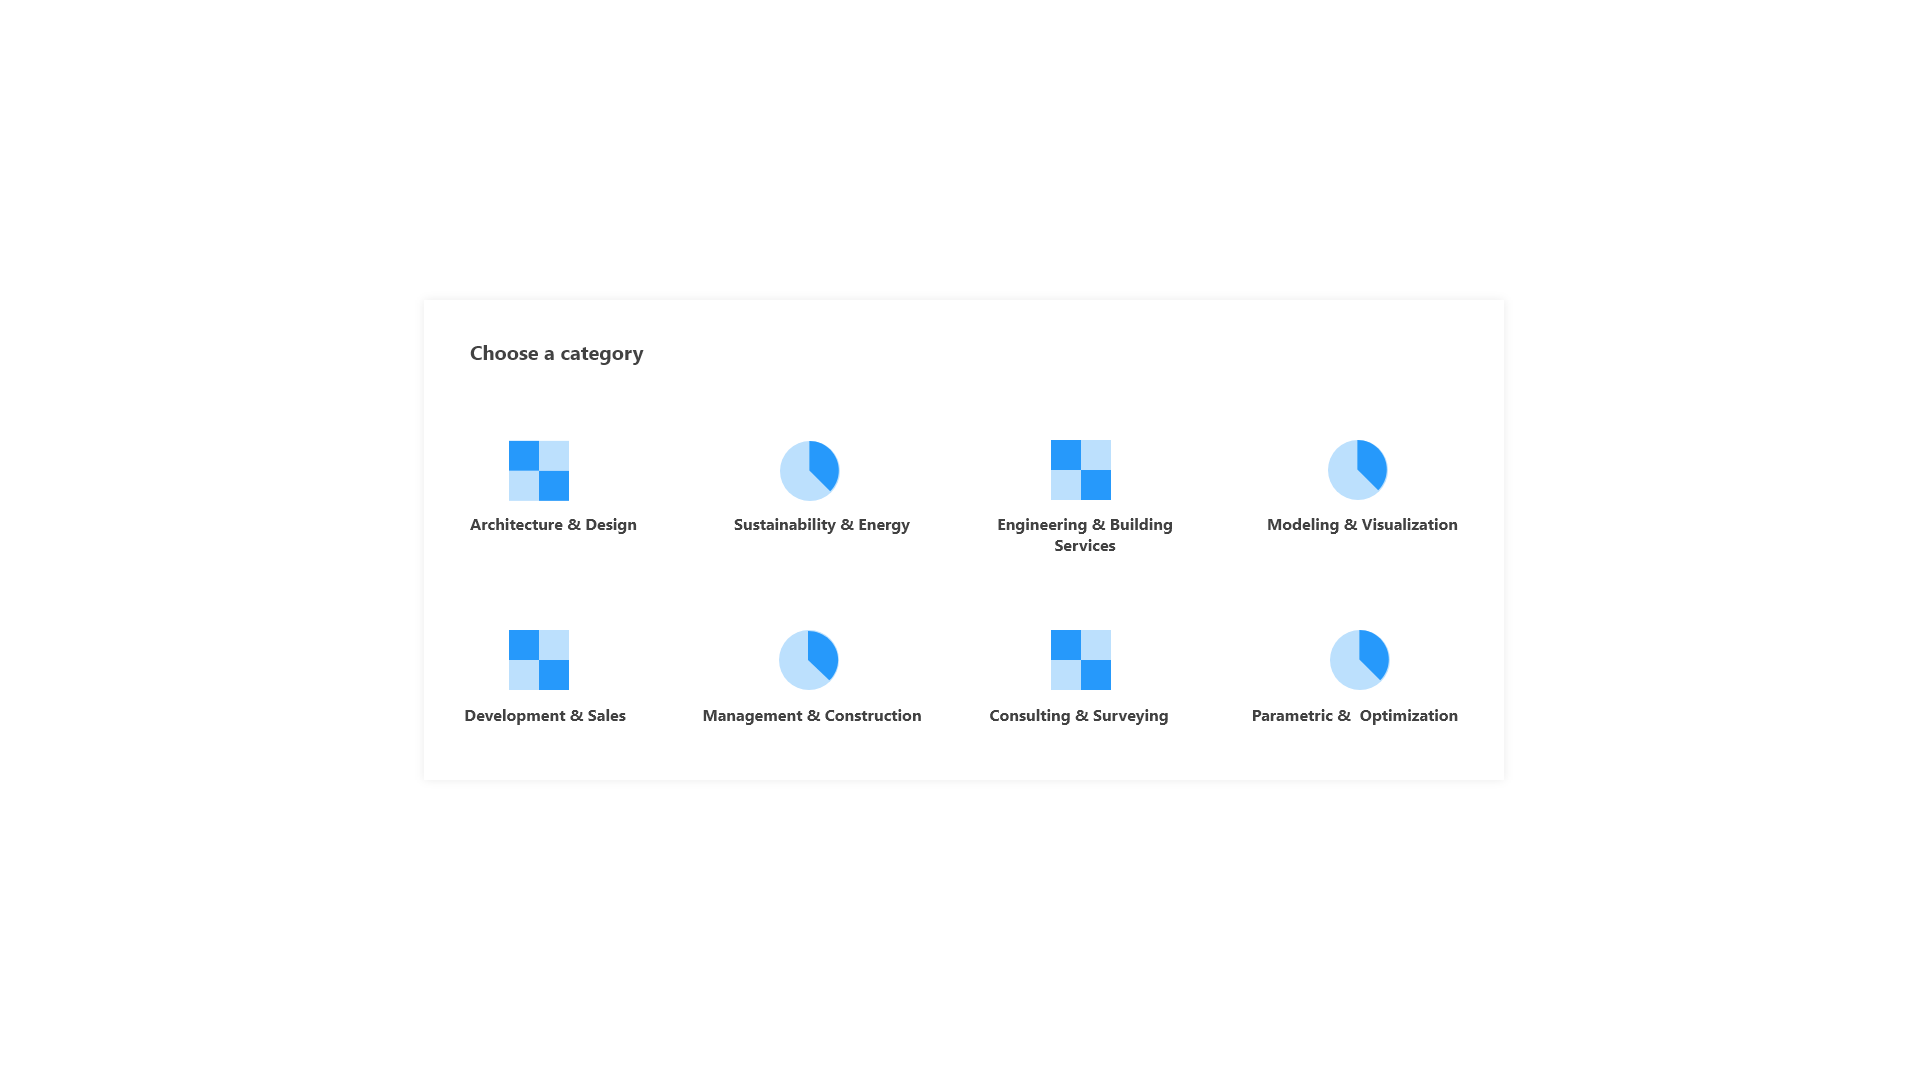 Choose a category
Architecture & Design
Sustainability & Energy
Engineering & Building
Services
Modeling & Visualization
Development & Sales
Management & Construction
Consulting & Surveying
Parametric &  Optimization